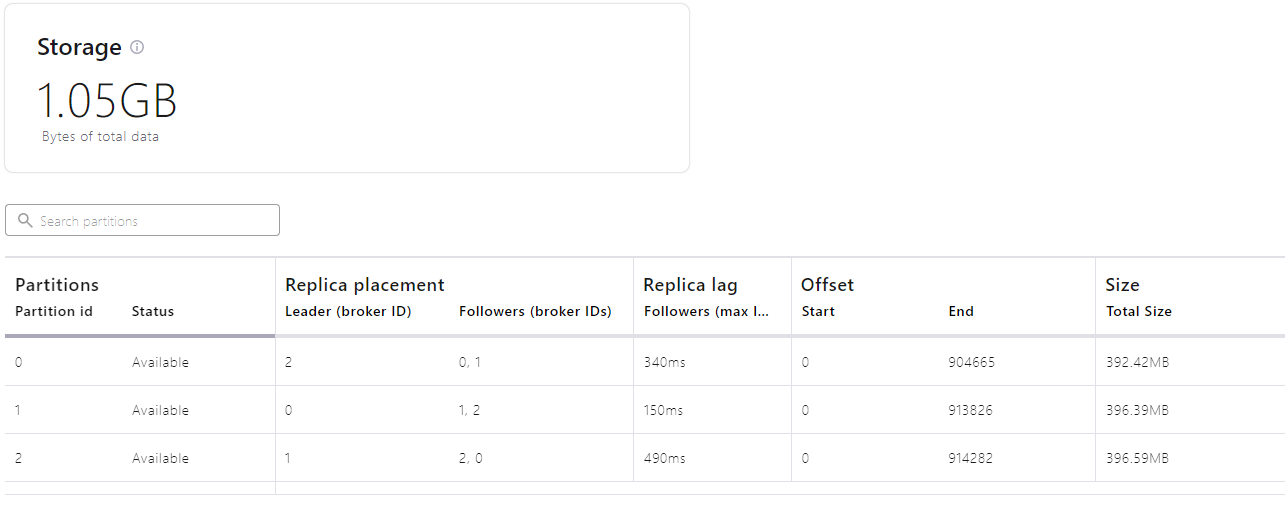 Storage
1.05GB
Bytes of total data
Search partitions
Partitions Replica placement Replica lag Offset Size
Partition id Status Leader (broker ID) Followers (broker IDs) Followers (max l... Start End Total Size
0 Available 2 0, 1 340ms 0 904665 392.42MB
1 Available 0 1, 2 150ms 0 913826 396.39MB
2 Available 1 2, 0 490ms 0 914282 396.59MB